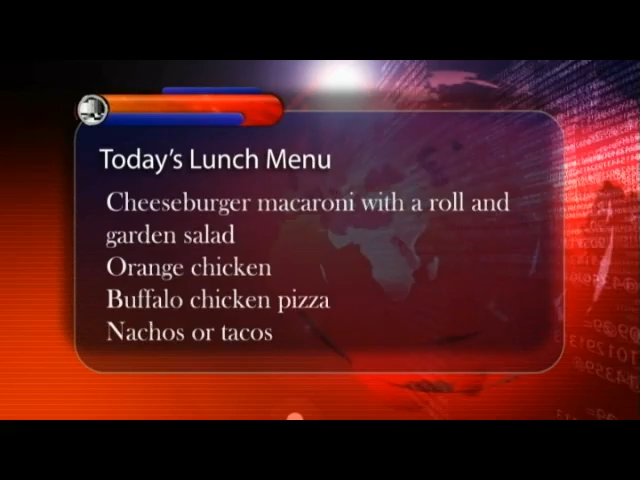 Today's Lunch Menu
Cheeseburger macaroni with a roll and
garden salad
Orange chicken
Buffalo chicken pizza
Nachos or tacos